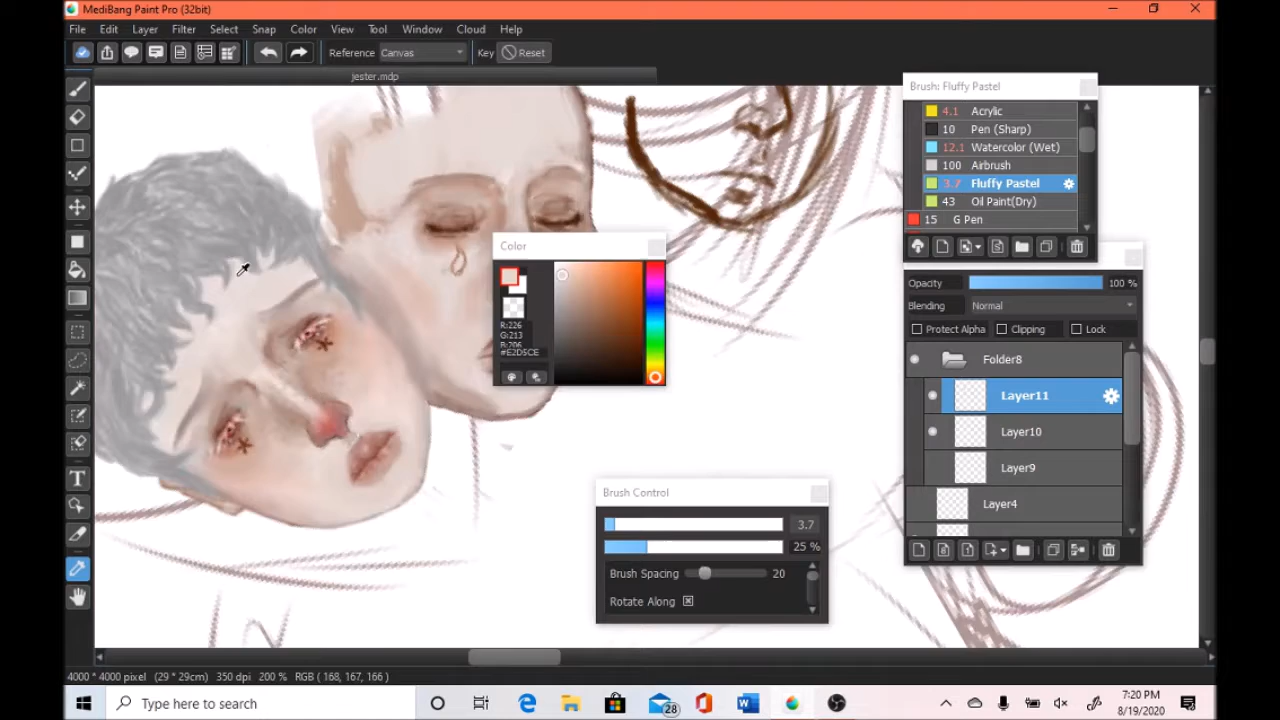 MediBang Paint Pro (32bit)
File Edit Layer Filter Select Snap Color View Tool Window Cloud Help
Reference Canvas Key Reset
jester.mdp
Brush: Fluffy Pastel
4.1 Acrylic
10 Pen (Sharp)
12.1 Watercolor (Wet)
100 Airbrush
3.7 Fluffy Pastel
43 Oil Paint(Dry)
15 G Pen
Color
R:226
G:213
B:206
#E2D5CE
Opacity 100 %
Blending Normal
Protect Alpha Clipping Lock
Folder8
Layer11
Layer10
Layer9
Layer4
Brush Control
3.7
25 %
Brush Spacing 20
Rotate Along
T
4000 * 4000 pixel (29 * 29cm) 350 dpi 200 % RGB ( 168, 167, 166 )
Type here to search
28
7:20 PM
8/19/2020